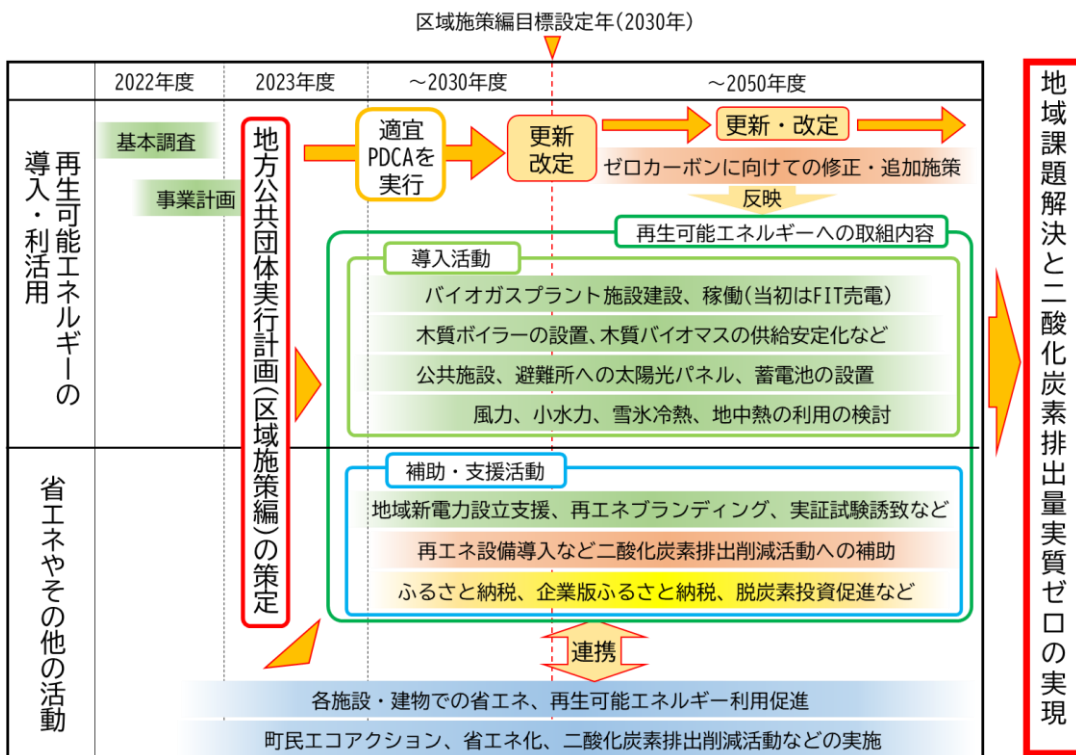 区域施策編目標設定年(2030年)
2022年度
2023年度
～2030年度
～2050年度
再生可能エネルギーの
導入・利活用
基本調査
事業計画
地方公共団体実行計画(区域施策編)の策定
適宜
PDCAを
実行
更新
改定
更新・改定
ゼロカーボンに向けての修正・追加施策
反映
再生可能エネルギーへの取組内容
導入活動
バイオガスプラント施設建設、稼働(当初はFIT売電)
木質ボイラーの設置、木質バイオマスの供給安定化など
公共施設、避難所への太陽光パネル、蓄電池の設置
風力、小水力、雪氷冷熱、地中熱の利用の検討
省エネやその他の活動
補助・支援活動
地域新電力設立支援、再エネブランディング、実証試験誘致など
再エネ設備導入など二酸化炭素排出削減活動への補助
ふるさと納税、企業版ふるさと納税、脱炭素投資促進など
連携
各施設・建物での省エネ、再生可能エネルギー利用促進
町民エコアクション、省エネ化、二酸化炭素排出削減活動などの実施
地域課題解決と二酸化炭素排出量実質ゼロの実現